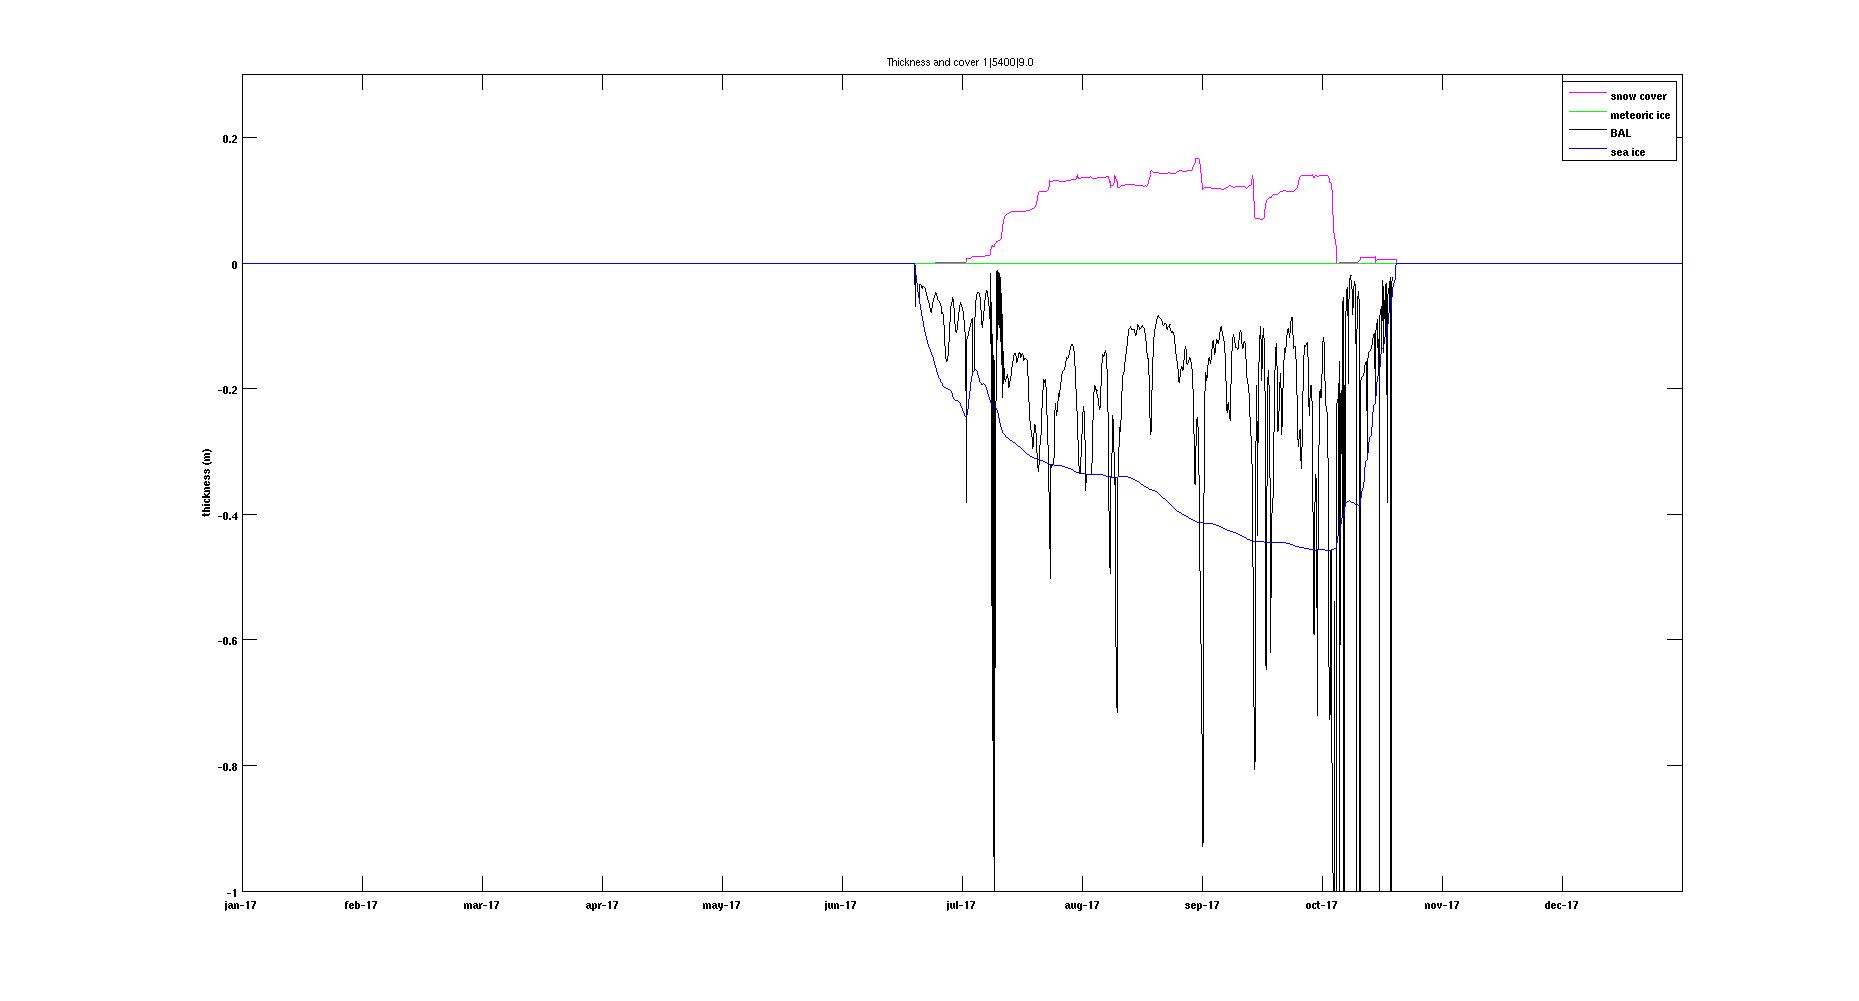 Thickness and cover 1|5400|9.0
snow cover
meteoric ice
BAL
sea ice
thickness (m)
0.2
0
-0.2
-0.4
-0.6
-0.8
-1
jan-17 feb-17 mar-17 apr-17 may-17 jun-17 jul-17 aug-17 sep-17 oct-17 nov-17 dec-17